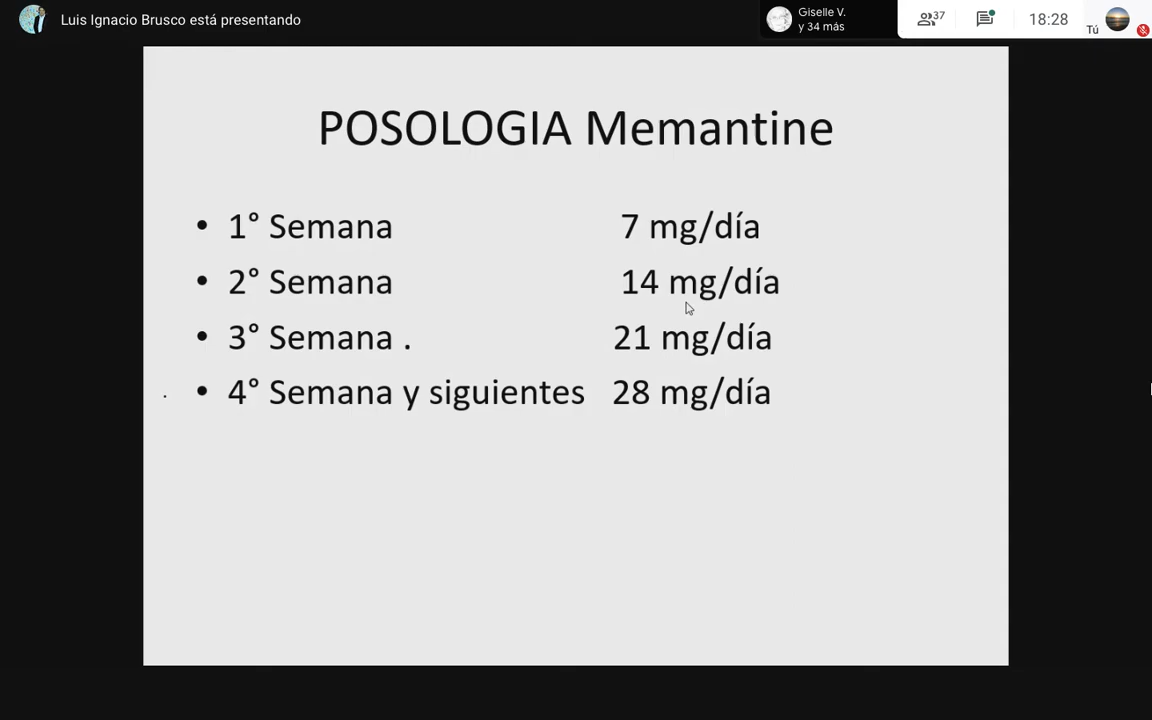 Luis Ignacio Brusco está presentando
Giselle V.
y 34 más
37
18:28
Tú
POSOLOGIA Memantine
• 1° Semana 7 mg/día
• 2° Semana 14 mg/día
• 3° Semana . 21 mg/día
. • 4° Semana y siguientes 28 mg/día